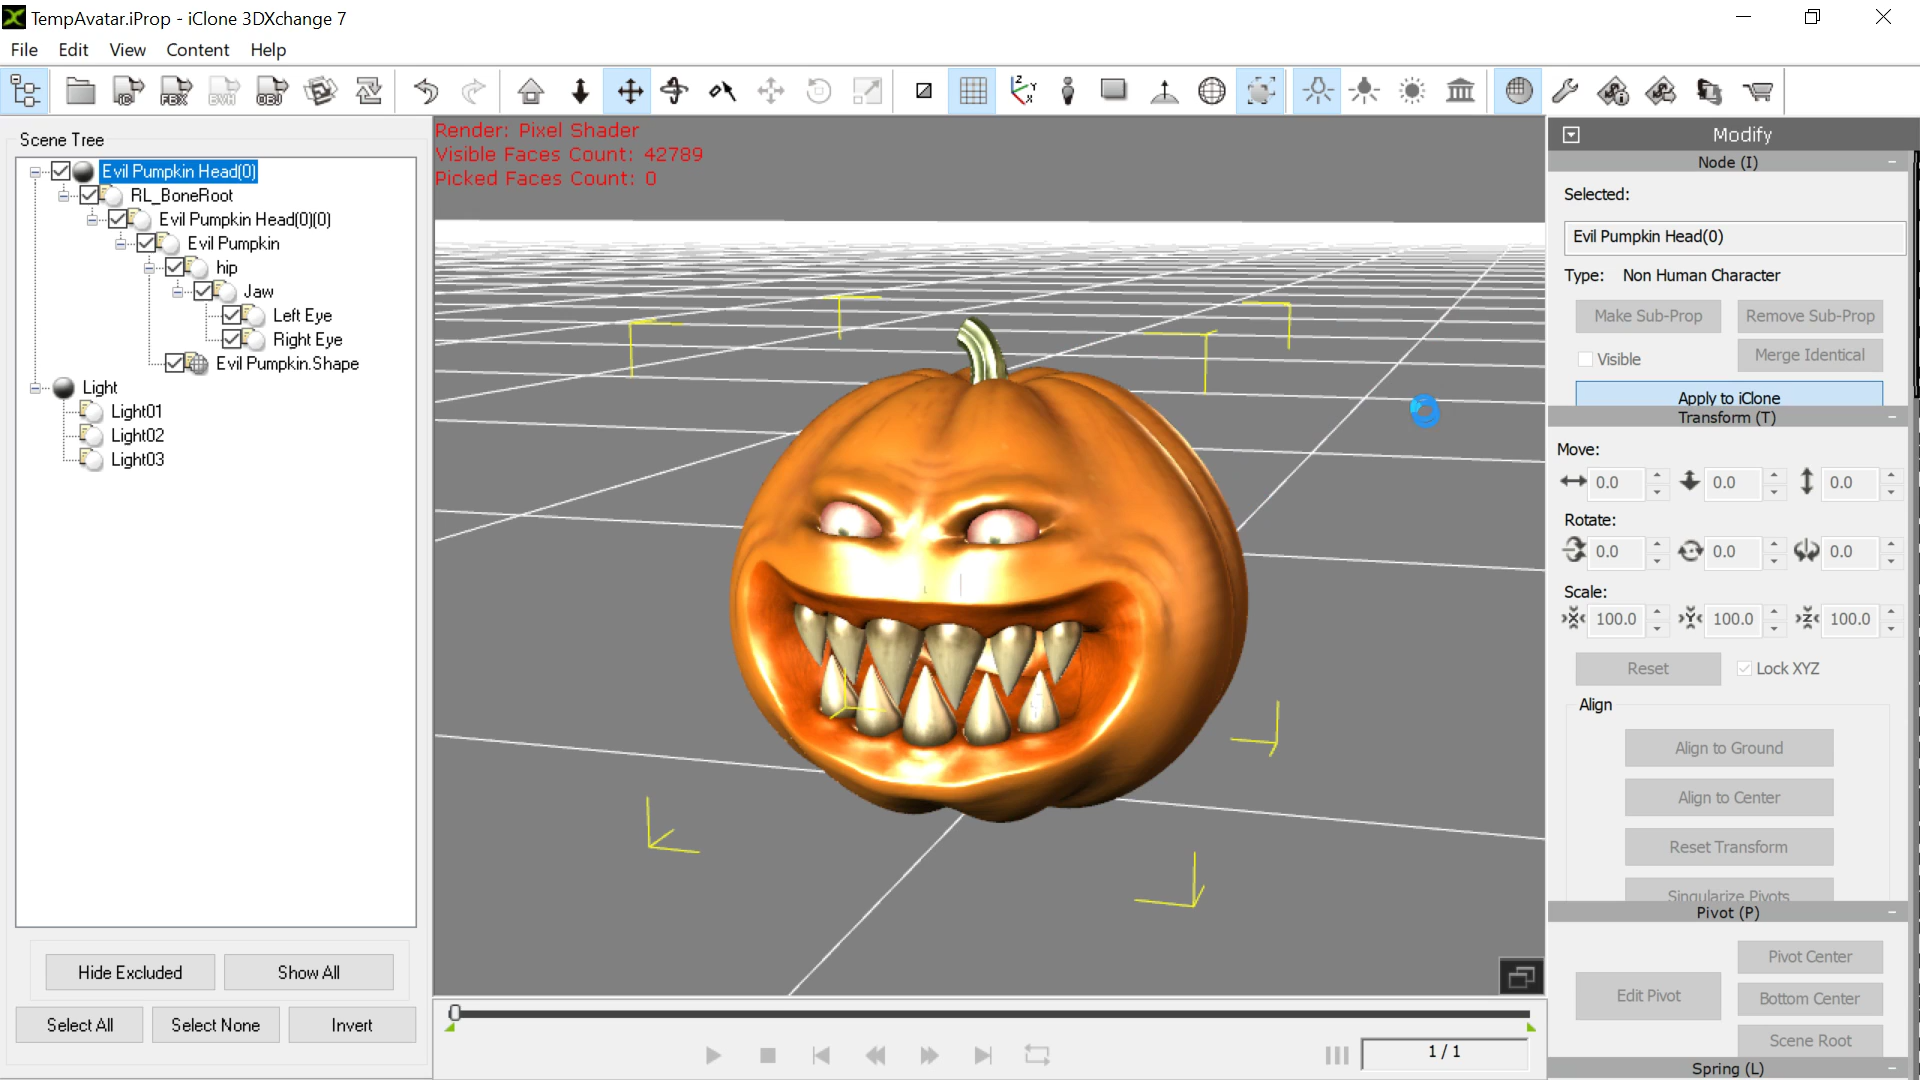 TempAvatar.iProp - iClone 3DXchange 7
File Edit View Content Help
iC FBX BVH OBJ
Scene Tree
Evil Pumpkin Head(0)
RL_BoneRoot
Evil Pumpkin Head(0)(0)
Evil Pumpkin
hip
Jaw
Left Eye
Right Eye
Evil Pumpkin.Shape
Light
Light01
Light02
Light03
Hide Excluded Show All
Select All Select None Invert
Render: Pixel Shader
Visible Faces Count: 42789
Picked Faces Count: 0
1 / 1
Modify
Node (I)
Selected:
Evil Pumpkin Head(0)
Type: Non Human Character
Make Sub-Prop Remove Sub-Prop
Visible Merge Identical
Apply to iClone
Transform (T)
Move:
0.0 0.0 0.0
Rotate:
0.0 0.0 0.0
Scale:
100.0 100.0 100.0
Reset Lock XYZ
Align
Align to Ground
Align to Center
Reset Transform
Singularize Pivots
Pivot (P)
Pivot Center
Edit Pivot Bottom Center
Scene Root
Spring (L)